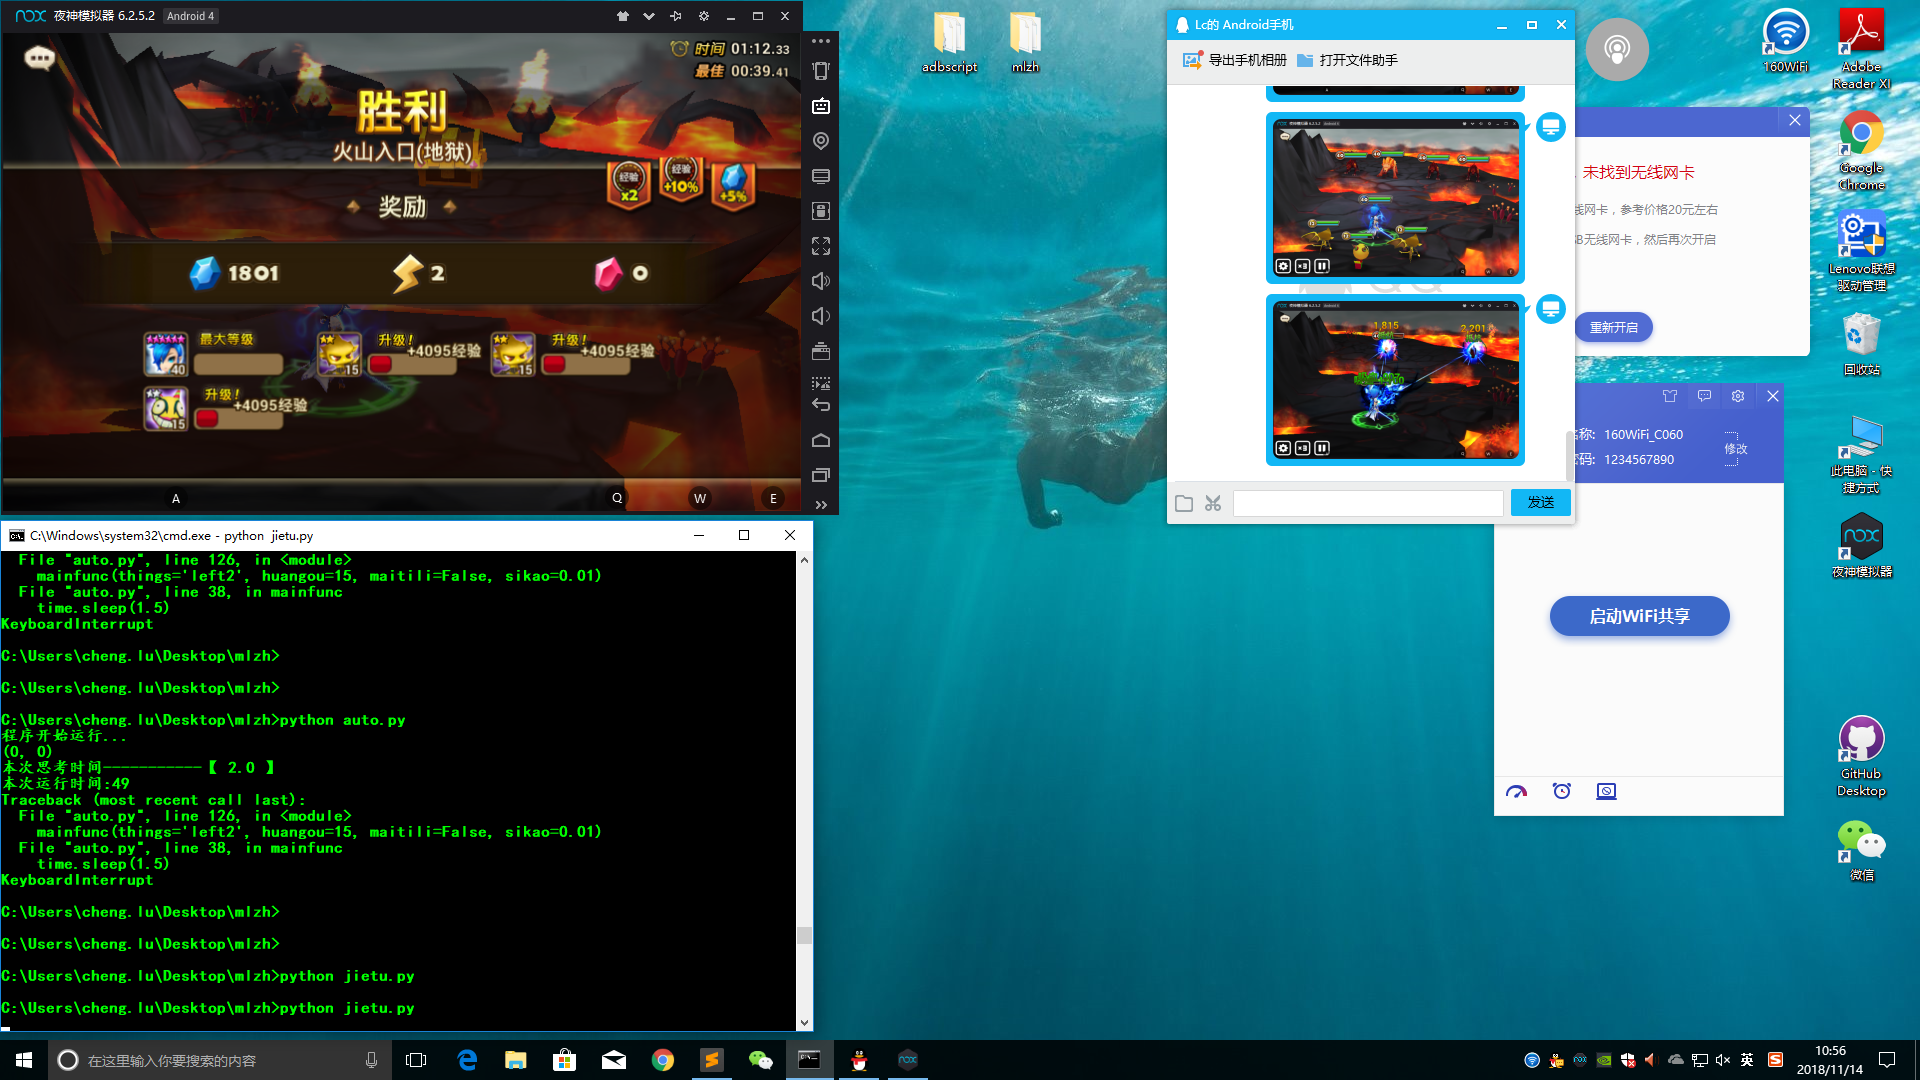 nox 夜神模拟器 6.2.5.2 Android 4
时间 01:12.33
最佳 00:39.41
胜利
火山入口(地狱)
经验 x2
经验 +10%
+5%
奖励
1801
2
0
40
最大等级
15
升级!
+4095经验
15
升级!
+4095经验
15
升级!
+4095经验
A
Q
W
E
C:\Windows\system32\cmd.exe - python jietu.py
File "auto.py", line 126, in <module>
mainfunc(things='left2', huangou=15, maitili=False, sikao=0.01)
File "auto.py", line 38, in mainfunc
time.sleep(1.5)
KeyboardInterrupt
C:\Users\cheng.lu\Desktop\mlzh>
C:\Users\cheng.lu\Desktop\mlzh>
C:\Users\cheng.lu\Desktop\mlzh>python auto.py
程序开始运行...
(0, 0)
本次思考时间-----------【 2.0 】
本次运行时间:49
Traceback (most recent call last):
File "auto.py", line 126, in <module>
mainfunc(things='left2', huangou=15, maitili=False, sikao=0.01)
File "auto.py", line 38, in mainfunc
time.sleep(1.5)
KeyboardInterrupt
C:\Users\cheng.lu\Desktop\mlzh>
C:\Users\cheng.lu\Desktop\mlzh>
C:\Users\cheng.lu\Desktop\mlzh>python jietu.py
C:\Users\cheng.lu\Desktop\mlzh>python jietu.py
adbscript
mlzh
Lc的 Android手机
导出手机相册
打开文件助手
1,815
2,201
发送
未找到无线网卡
线网卡，参考价格20元左右
SB无线网卡，然后再次开启
重新开启
名称: 160WiFi_C060
密码: 1234567890
修改
启动WiFi共享
160WiFi
Adobe
Reader XI
Google
Chrome
Lenovo联想
驱动管理
回收站
此电脑 - 快
捷方式
nox
夜神模拟器
GitHub
Desktop
微信
在这里输入你要搜索的内容
英
10:56
2018/11/14